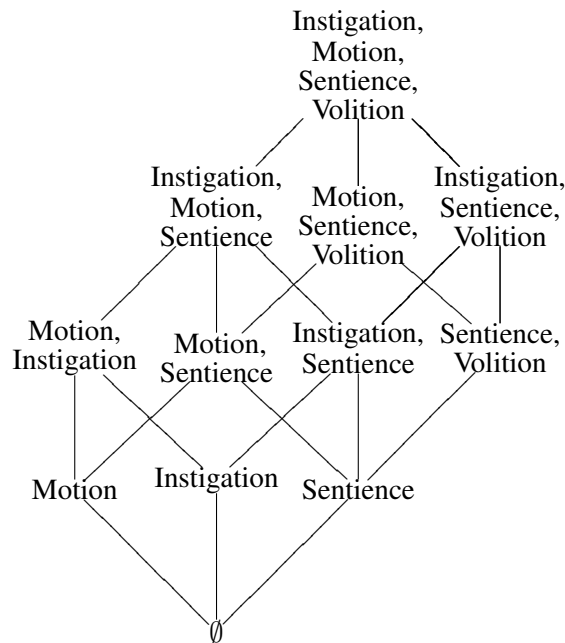 Instigation,
Motion,
Sentience,
Volition
Instigation,
Motion,
Sentience
Motion,
Sentience,
Volition
Instigation,
Sentience,
Volition
Motion,
Instigation
Motion,
Sentience
Instigation,
Sentience
Sentience,
Volition
Motion
Instigation
Sentience
∅